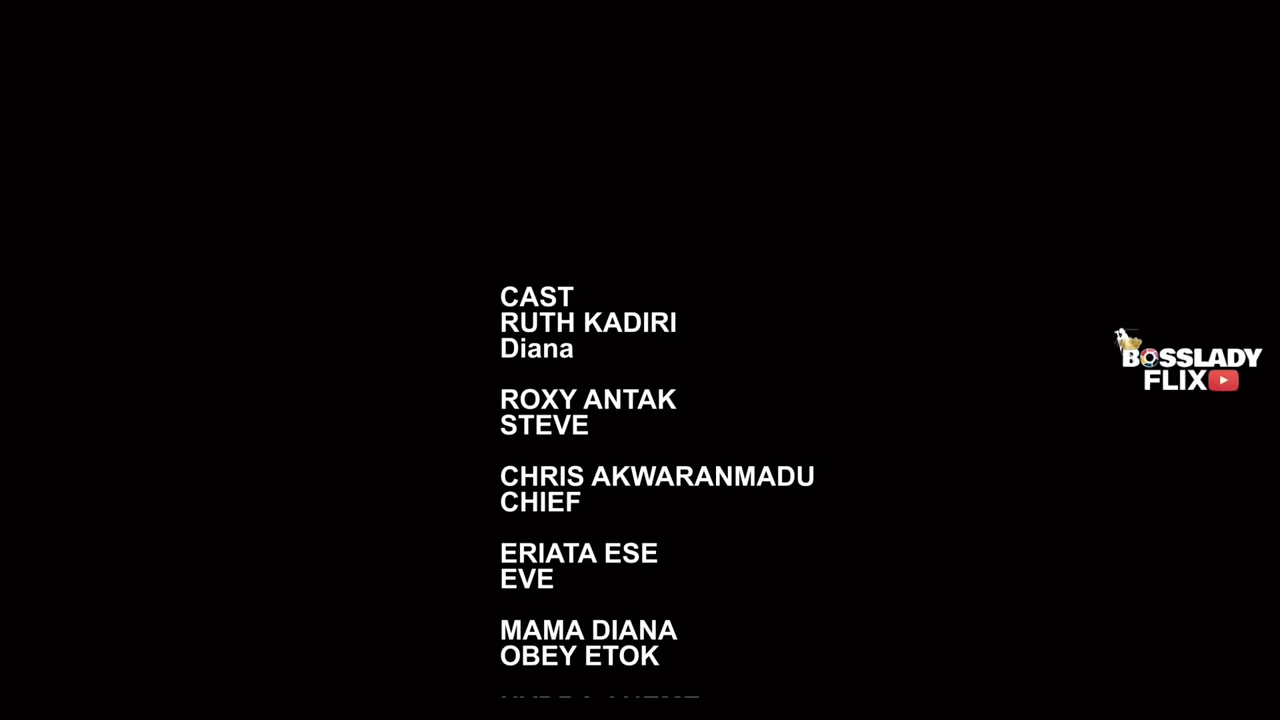 CAST
RUTH KADIRI
Diana
ROXY ANTAK
STEVE
CHRIS AKWARANMADU
CHIEF
ERIATA ESE
EVE
MAMA DIANA
OBEY ETOK
BOSSLADY
FLIX